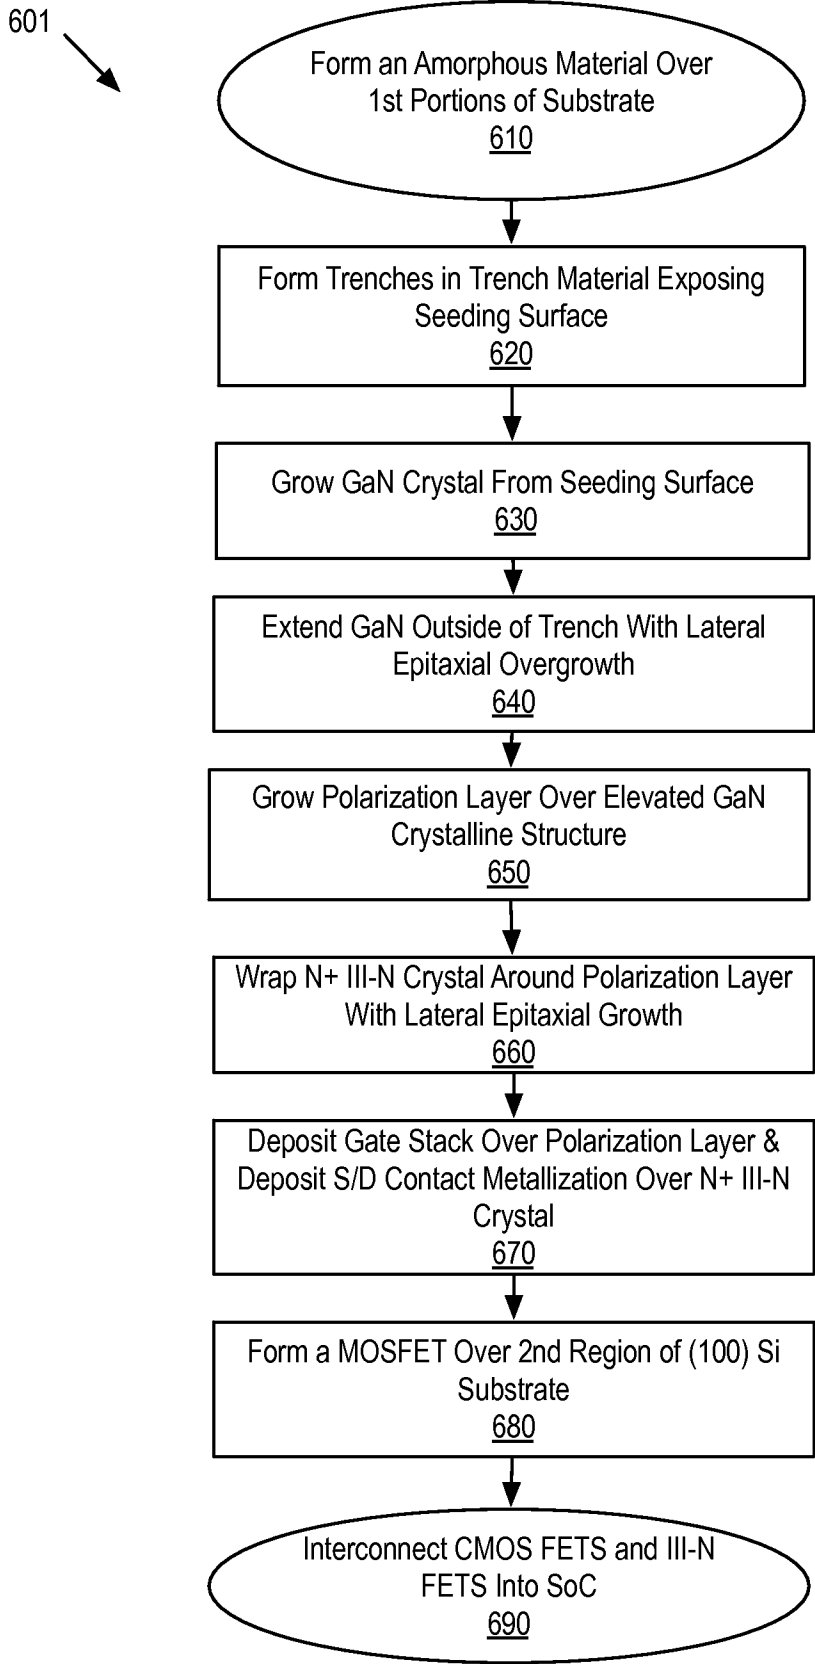 601
Form an Amorphous Material Over
1st Portions of Substrate
610
Form Trenches in Trench Material Exposing
Seeding Surface
620
Grow GaN Crystal From Seeding Surface
630
Extend GaN Outside of Trench With Lateral
Epitaxial Overgrowth
640
Grow Polarization Layer Over Elevated GaN
Crystalline Structure
650
Wrap N+ III-N Crystal Around Polarization Layer
With Lateral Epitaxial Growth
660
Deposit Gate Stack Over Polarization Layer &
Deposit S/D Contact Metallization Over N+ III-N
Crystal
670
Form a MOSFET Over 2nd Region of (100) Si
Substrate
680
Interconnect CMOS FETS and III-N
FETS Into SoC
690